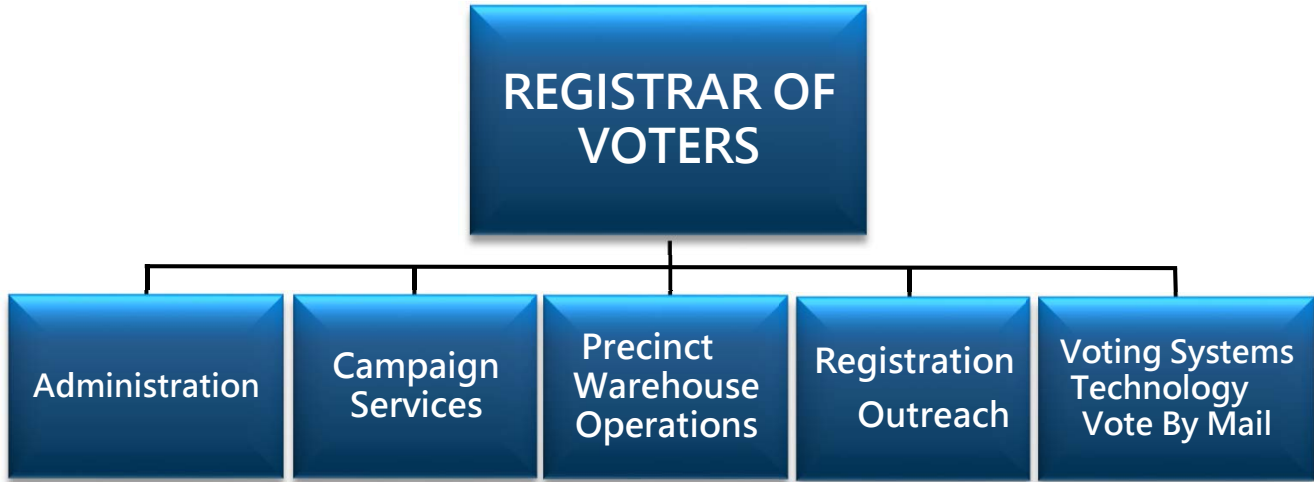 REGISTRAR OF
VOTERS
Administration
Campaign
Services
Precinct
Warehouse
Operations
Registration
Outreach
Voting Systems
Technology
Vote By Mail